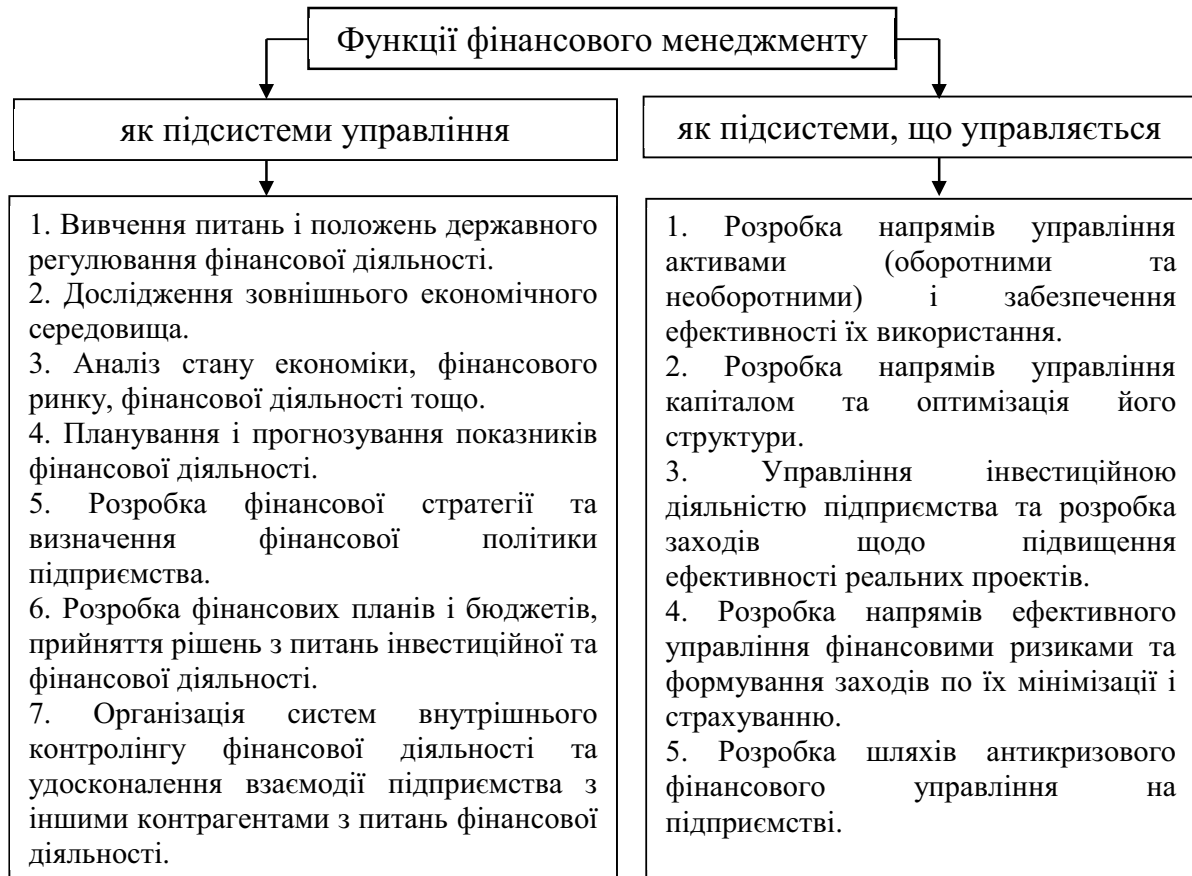 Функції фінансового менеджменту
як підсистеми управління
1. Вивчення питань і положень державного
регулювання фінансової діяльності.
2. Дослідження зовнішнього економічного
середовища.
3. Аналіз стану економіки, фінансового
ринку, фінансової діяльності тощо.
4. Планування і прогнозування показників
фінансової діяльності.
5. Розробка фінансової стратегії та
визначення фінансової політики
підприємства.
6. Розробка фінансових планів і бюджетів,
прийняття рішень з питань інвестиційної та
фінансової діяльності.
7. Організація систем внутрішнього
контролінгу фінансової діяльності та
удосконалення взаємодії підприємства з
іншими контрагентами з питань фінансової
діяльності.
як підсистеми, що управляється
1. Розробка напрямів управління
активами (оборотними та
необоротними) і забезпечення
ефективності їх використання.
2. Розробка напрямів управління
капіталом та оптимізація його
структури.
3. Управління інвестиційною
діяльністю підприємства та розробка
заходів щодо підвищення
ефективності реальних проектів.
4. Розробка напрямів ефективного
управління фінансовими ризиками та
формування заходів по їх мінімізації і
страхуванню.
5. Розробка шляхів антикризового
фінансового управління на
підприємстві.